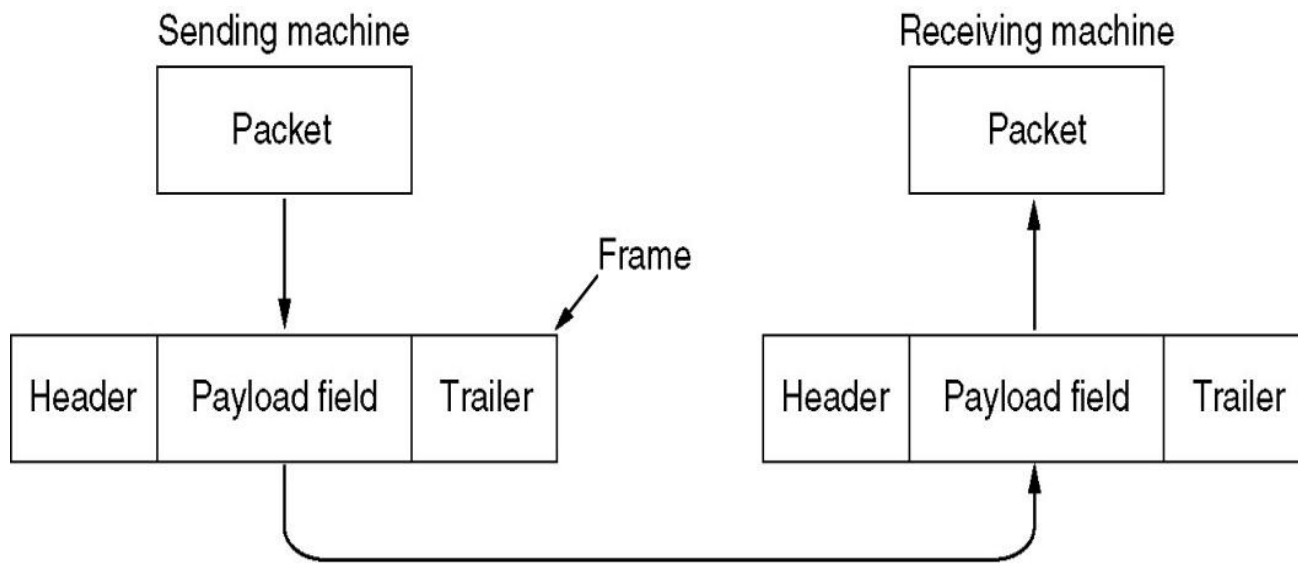 Sending machine
Receiving machine
Packet
Packet
Frame
Header
Payload field
Trailer
Header
Payload field
Trailer